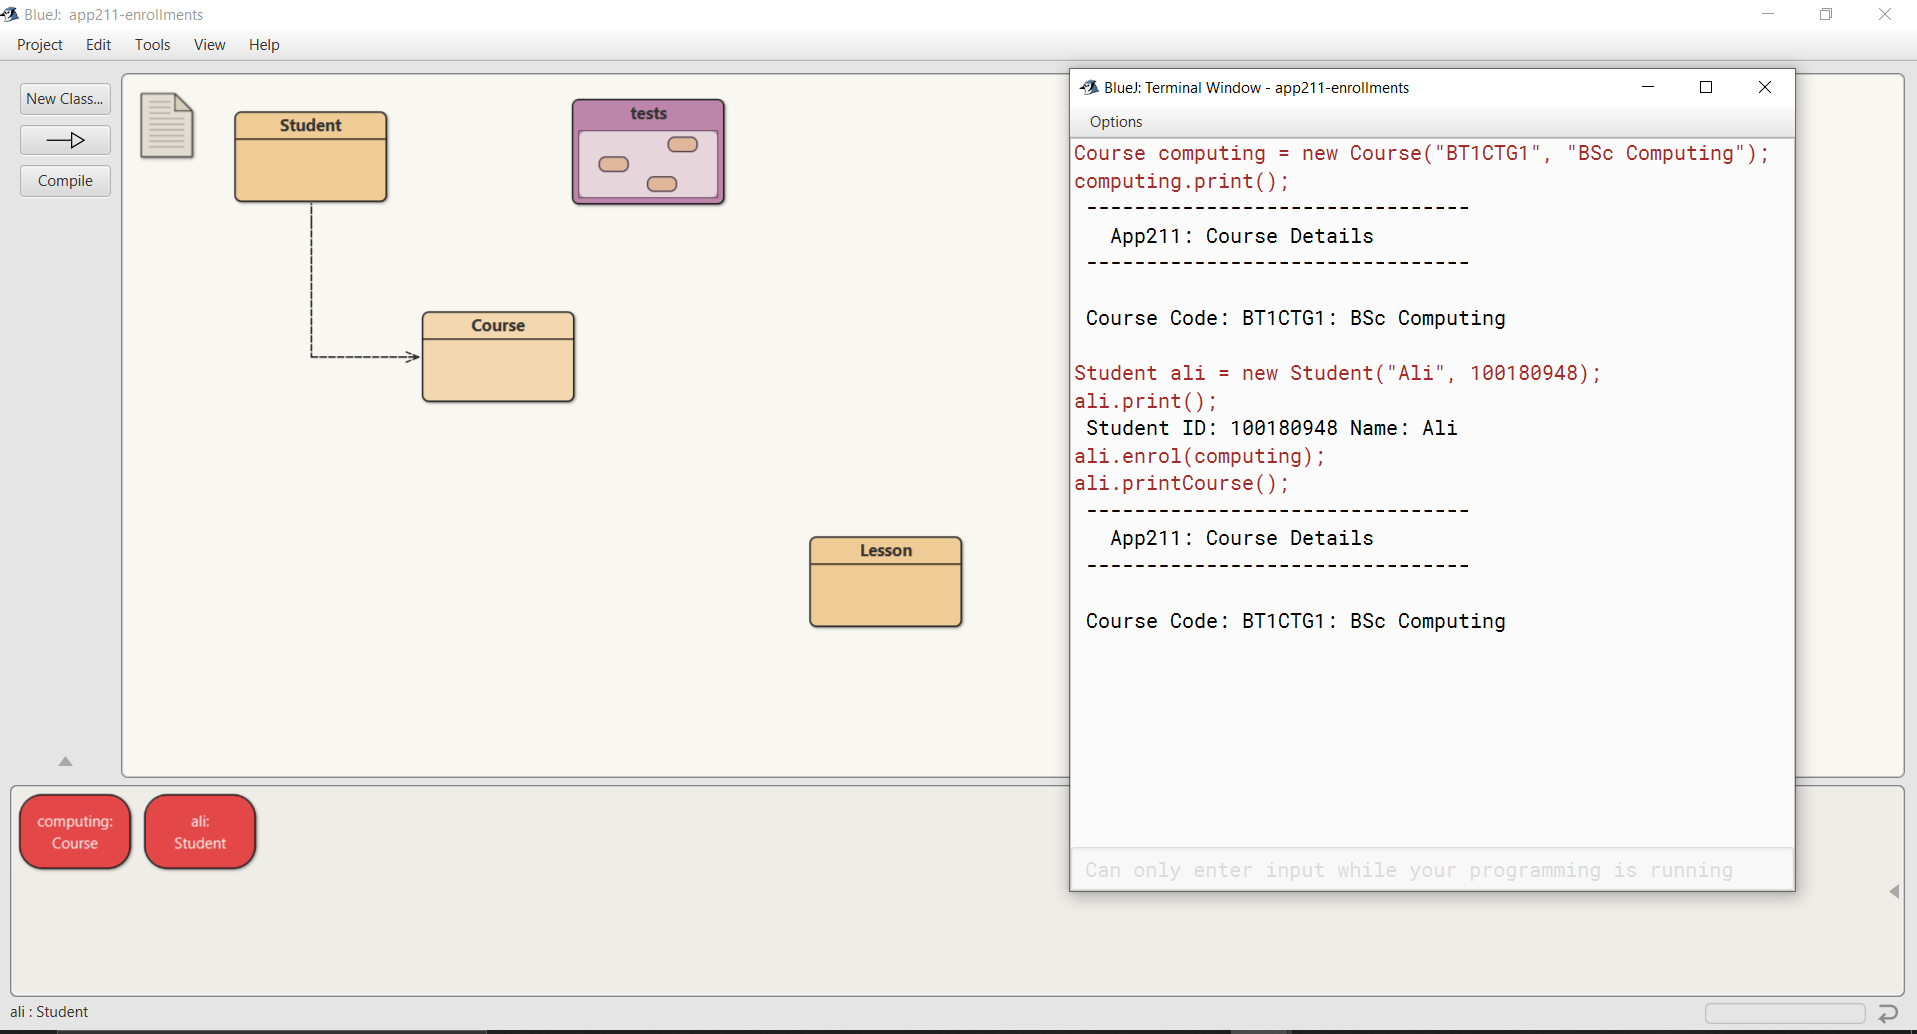 BlueJ: app211-enrollments
Project Edit Tools View Help
New Class...
Compile
Student
tests
Course
Lesson
BlueJ: Terminal Window - app211-enrollments
Options
Course computing = new Course("BT1CTG1", "BSc Computing");
computing.print();
--------------------------------
App211: Course Details
--------------------------------
Course Code: BT1CTG1: BSc Computing
Student ali = new Student("Ali", 100180948);
ali.print();
Student ID: 100180948 Name: Ali
ali.enrol(computing);
ali.printCourse();
--------------------------------
App211: Course Details
--------------------------------
Course Code: BT1CTG1: BSc Computing
Can only enter input while your programming is running
computing:
Course
ali:
Student
ali : Student